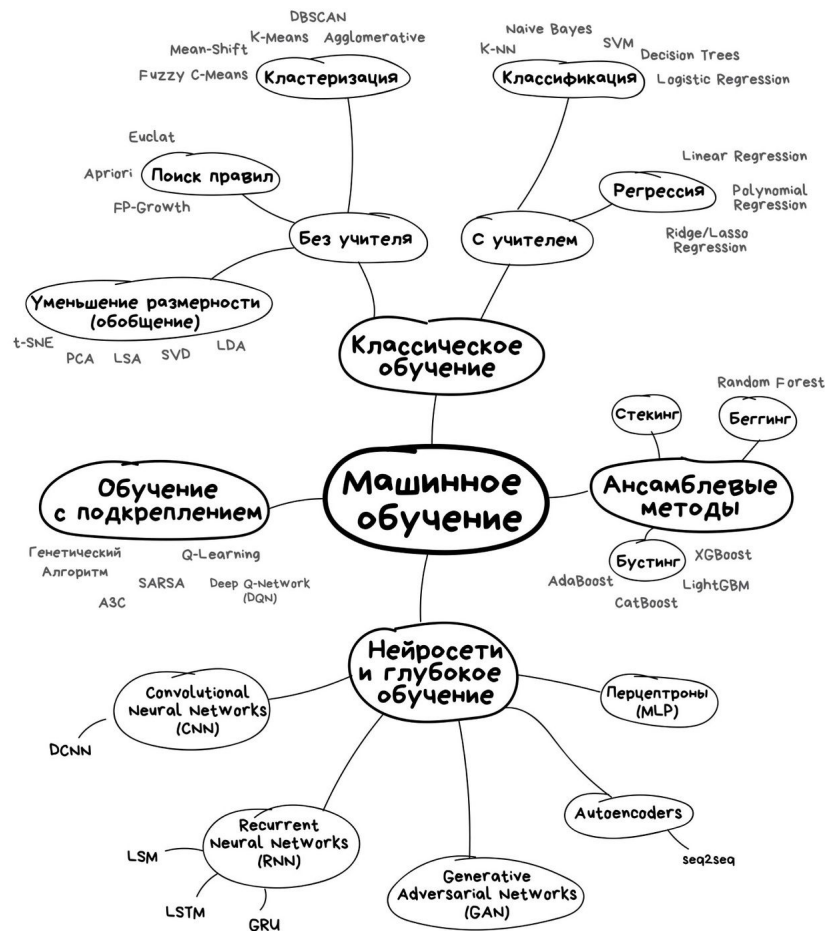 DBSCAN
K-Means
Agglomerative
Mean-Shift
Fuzzy C-Means
Кластеризация
Naive Bayes
K-NN
SVM
Decision Trees
Logistic Regression
Классификация
Euclat
Apriori
FP-Growth
Поиск правил
Linear Regression
Регрессия
Polynomial
Regression
Ridge/Lasso
Regression
Без учителя
С учителем
Уменьшение размерности
(обобщение)
t-SNE
PCA
LSA
SVD
LDA
Классическое
обучение
Random Forest
Стекинг
Беггинг
Обучение
с подкреплением
Машинное
обучение
Ансамблевые
методы
Генетический
Алгоритм
Q-Learning
SARSA
Deep Q-Network
(DQN)
A3C
Бустинг
XGBoost
AdaBoost
LightGBM
CatBoost
Нейросети
и глубокое
обучение
Convolutional
Neural Networks
(CNN)
DCNN
Перцептроны
(MLP)
Recurrent
Neural Networks
(RNN)
LSM
LSTM
GRU
Autoencoders
seq2seq
Generative
Adversarial Networks
(GAN)